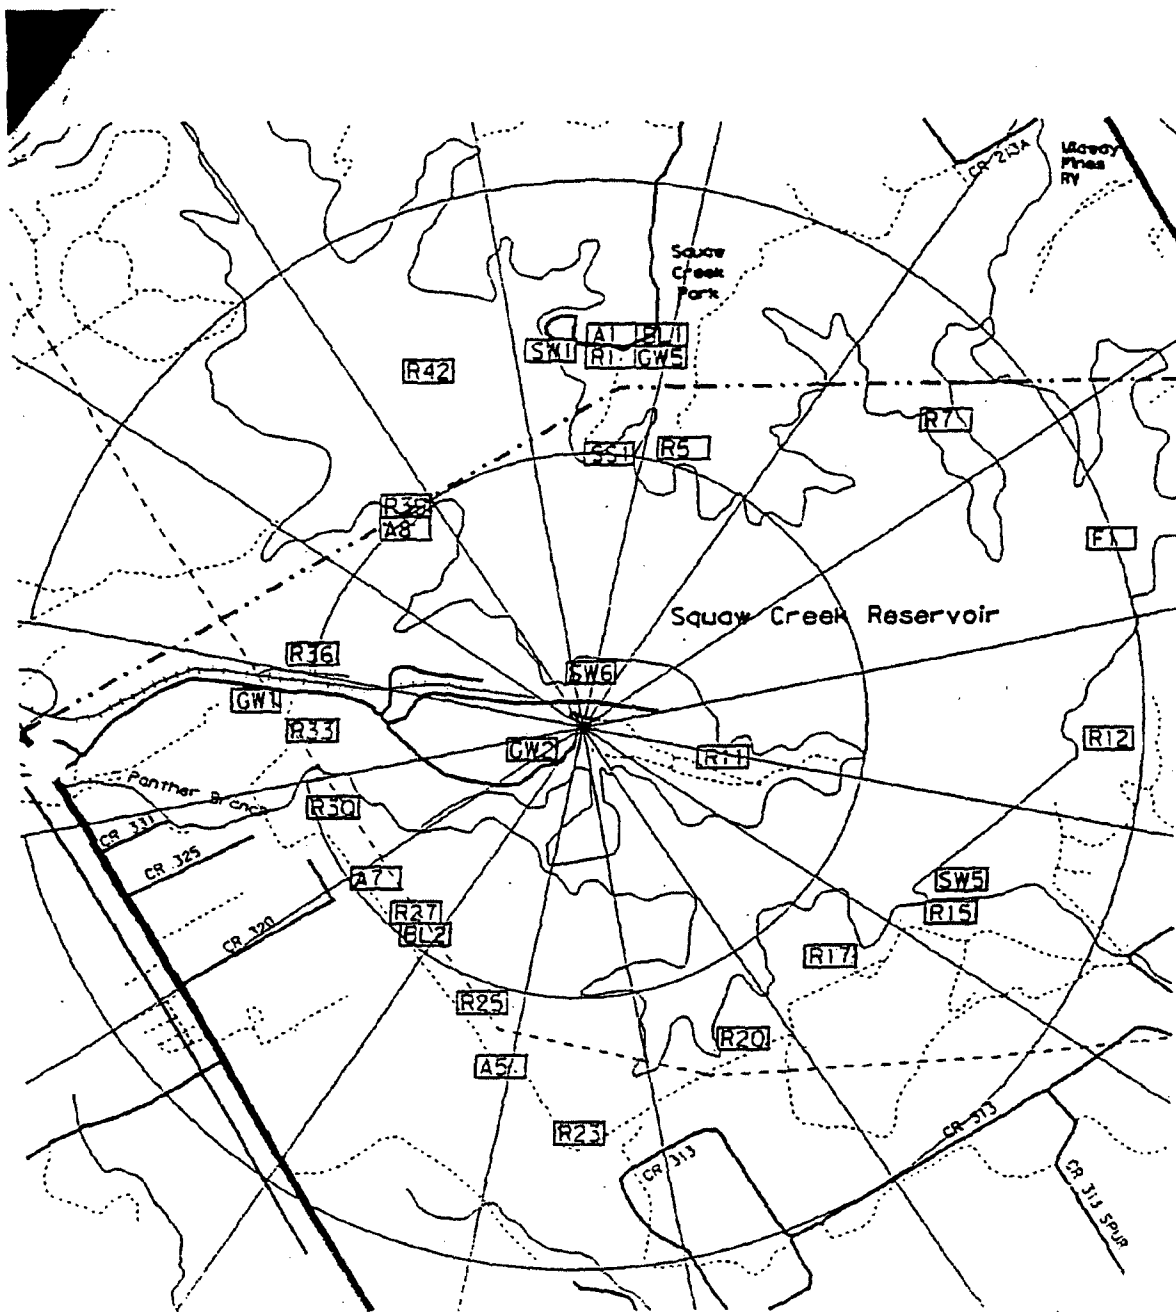 CR 213A
Midway
Pines
RV
Squaw
Creek
Park
A1 BL1
SW1
R1 GW5
R42
R7
SS1
R5
A8
F1
Squaw Creek Reservoir
R36
SW6
GW1
R33
GW2
R11
R12
Panther Branch
R30
CR 331
CR 325
A7
SW5
R27
R15
CR 320
BL2
R17
R25
R20
A5
R23
CR 313
CR 313
CR 313 SPUR